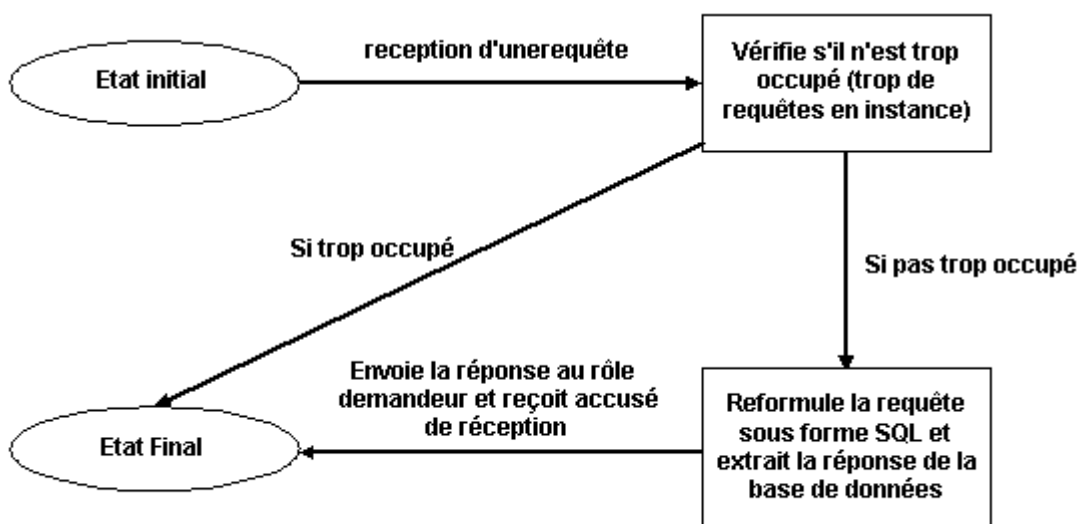 reception d'unerequête
Etat initial
Vérifie s'il n'est trop
occupé (trop de
requêtes en instance)
Si trop occupé
Si pas trop occupé
Envoie la réponse au rôle
demandeur et reçoit accusé
de réception
Etat Final
Reformule la requête
sous forme SQL et
extrait la réponse de la
base de données